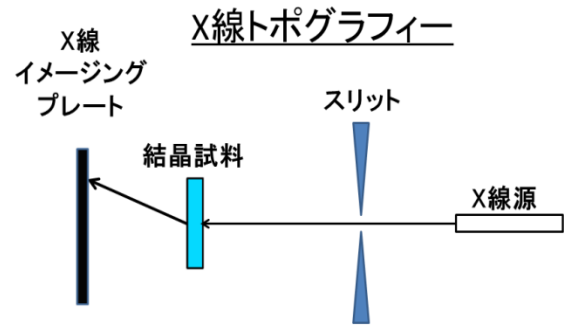 X線トポグラフィー
X線
イメージング
プレート
スリット
結晶試料
X線源